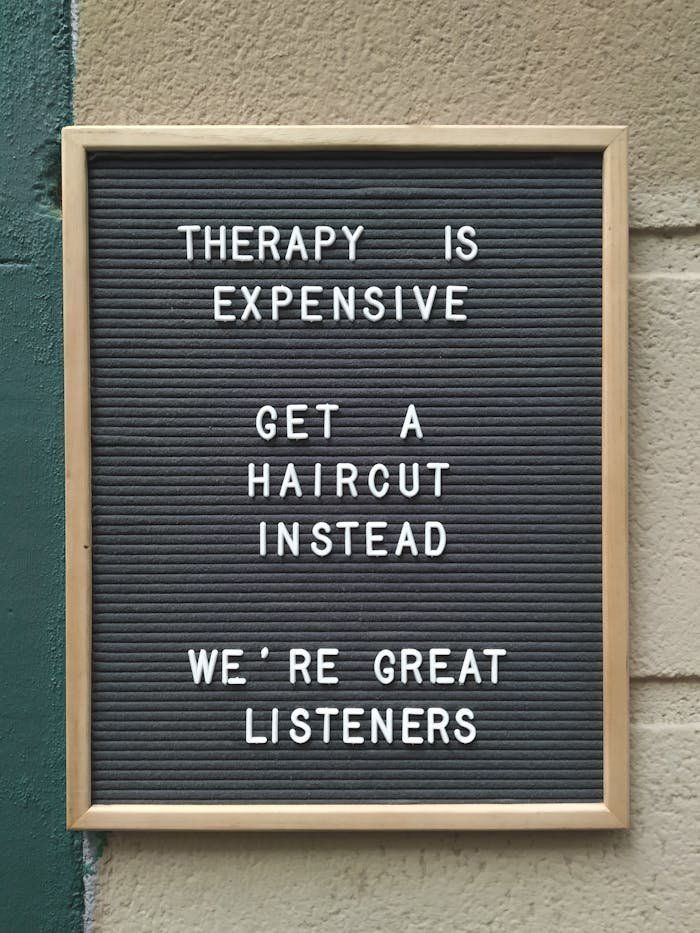 THERAPY IS
EXPENSIVE
GET A
HAIRCUT
INSTEAD
WE'RE GREAT
LISTENERS